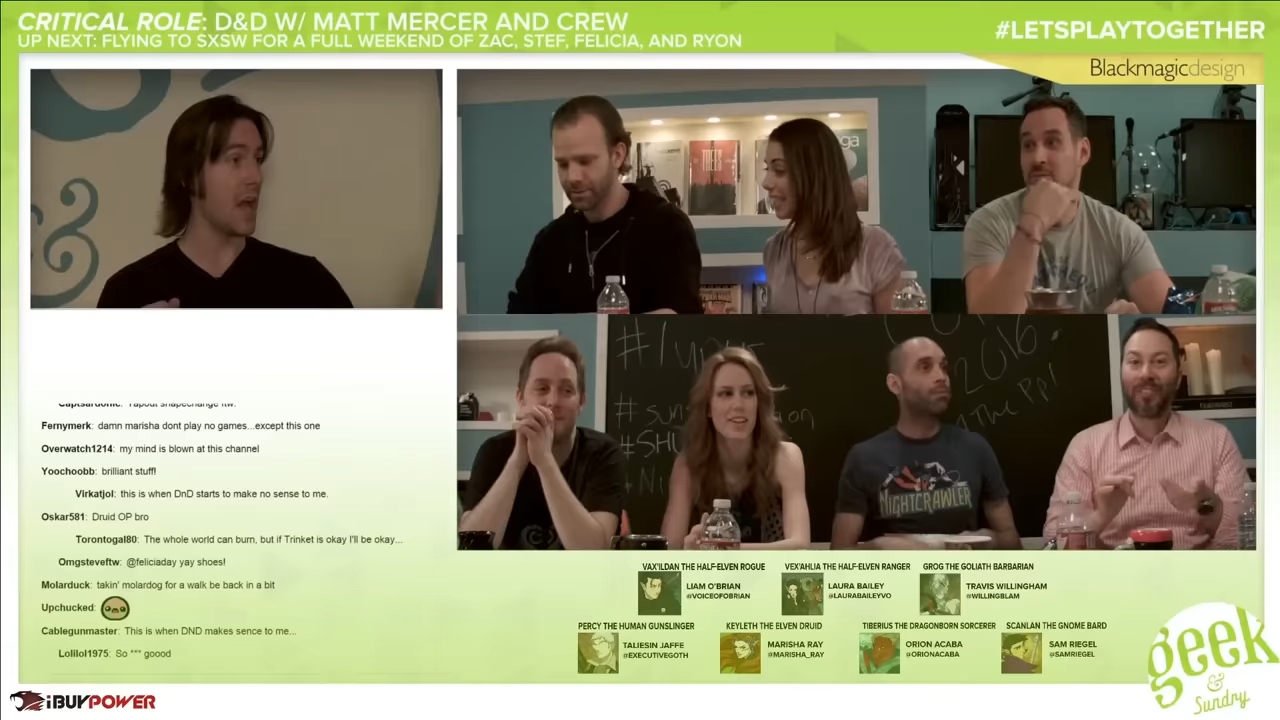 CRITICAL ROLE: D&D W/ MATT MERCER AND CREW
UP NEXT: FLYING TO SXSW FOR A FULL WEEKEND OF ZAC, STEF, FELICIA, AND RYON
#LETSPLAYTOGETHER
Blackmagicdesign
&
TREES
NIGHTCRAWLER
2016
Fernymerk: damn marisha dont play no games...except this one
Overwatch1214: my mind is blown at this channel
Yoochoobb: brilliant stuff!
Virkatjol: this is when DnD starts to make no sense to me.
Oskar581: Druid OP bro
Torontogal80: The whole world can burn, but if Trinket is okay I'll be okay...
Omgsteveftw: @feliciaday yay shoes!
Molarduck: takin' molardog for a walk be back in a bit
Upchucked:
Cablegunmaster: This is when DND makes sence to me...
Lolilol1975: So *** goood
VAX'ILDAN THE HALF-ELVEN ROGUE
LIAM O'BRIAN
@VOICEOFOBRIAN
VEX'AHLIA THE HALF-ELVEN RANGER
LAURA BAILEY
@LAURABAILEYVO
GROG THE GOLIATH BARBARIAN
TRAVIS WILLINGHAM
@WILLINGBLAM
PERCY THE HUMAN GUNSLINGER
TALIESIN JAFFE
@EXECUTIVEGOTH
KEYLETH THE ELVEN DRUID
MARISHA RAY
@MARISHA_RAY
TIBERIUS THE DRAGONBORN SORCERER
ORION ACABA
@ORIONACABA
SCANLAN THE GNOME BARD
SAM RIEGEL
@SAMRIEGEL
geek
&
Sundry
iBUYPOWER